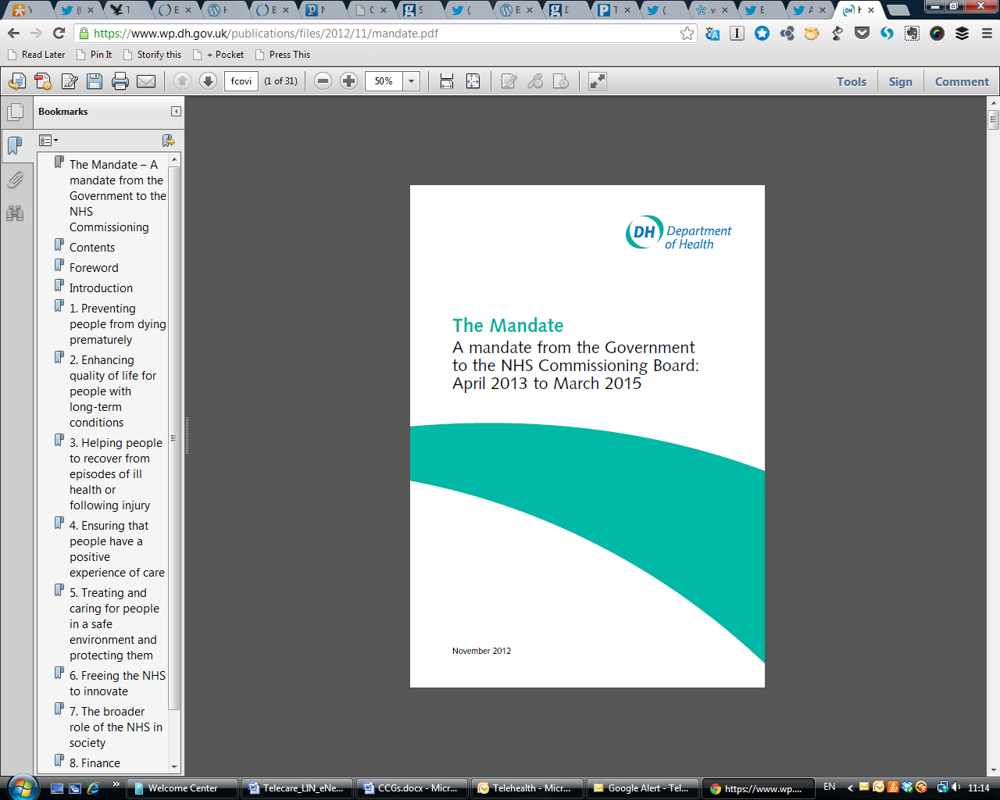 Y
(
T
B
H
B
N
C
S
(
B
D
T
(
w
E
A
h
https://www.wp.dh.gov.uk/publications/files/2012/11/mandate.pdf
Read Later
Pin It
Storify this
+ Pocket
Press This
fcovi
(1 of 31)
50%
Tools
Sign
Comment
Bookmarks
The Mandate – A
mandate from the
Government to the
NHS
Commissioning
Contents
Foreword
Introduction
1. Preventing
people from dying
prematurely
2. Enhancing
quality of life for
people with
long-term
conditions
3. Helping people
to recover from
episodes of ill
health or
following injury
4. Ensuring that
people have a
positive
experience of care
5. Treating and
caring for people
in a safe
environment and
protecting them
6. Freeing the NHS
to innovate
7. The broader
role of the NHS in
society
8. Finance
DH Department
of Health
The Mandate
A mandate from the Government
to the NHS Commissioning Board:
April 2013 to March 2015
November 2012
Welcome Center
Telecare_LIN_eNe...
CCGs.docx - Micr...
Telehealth - Micr...
Google Alert - Tel...
https://www.wp....
EN
11:14